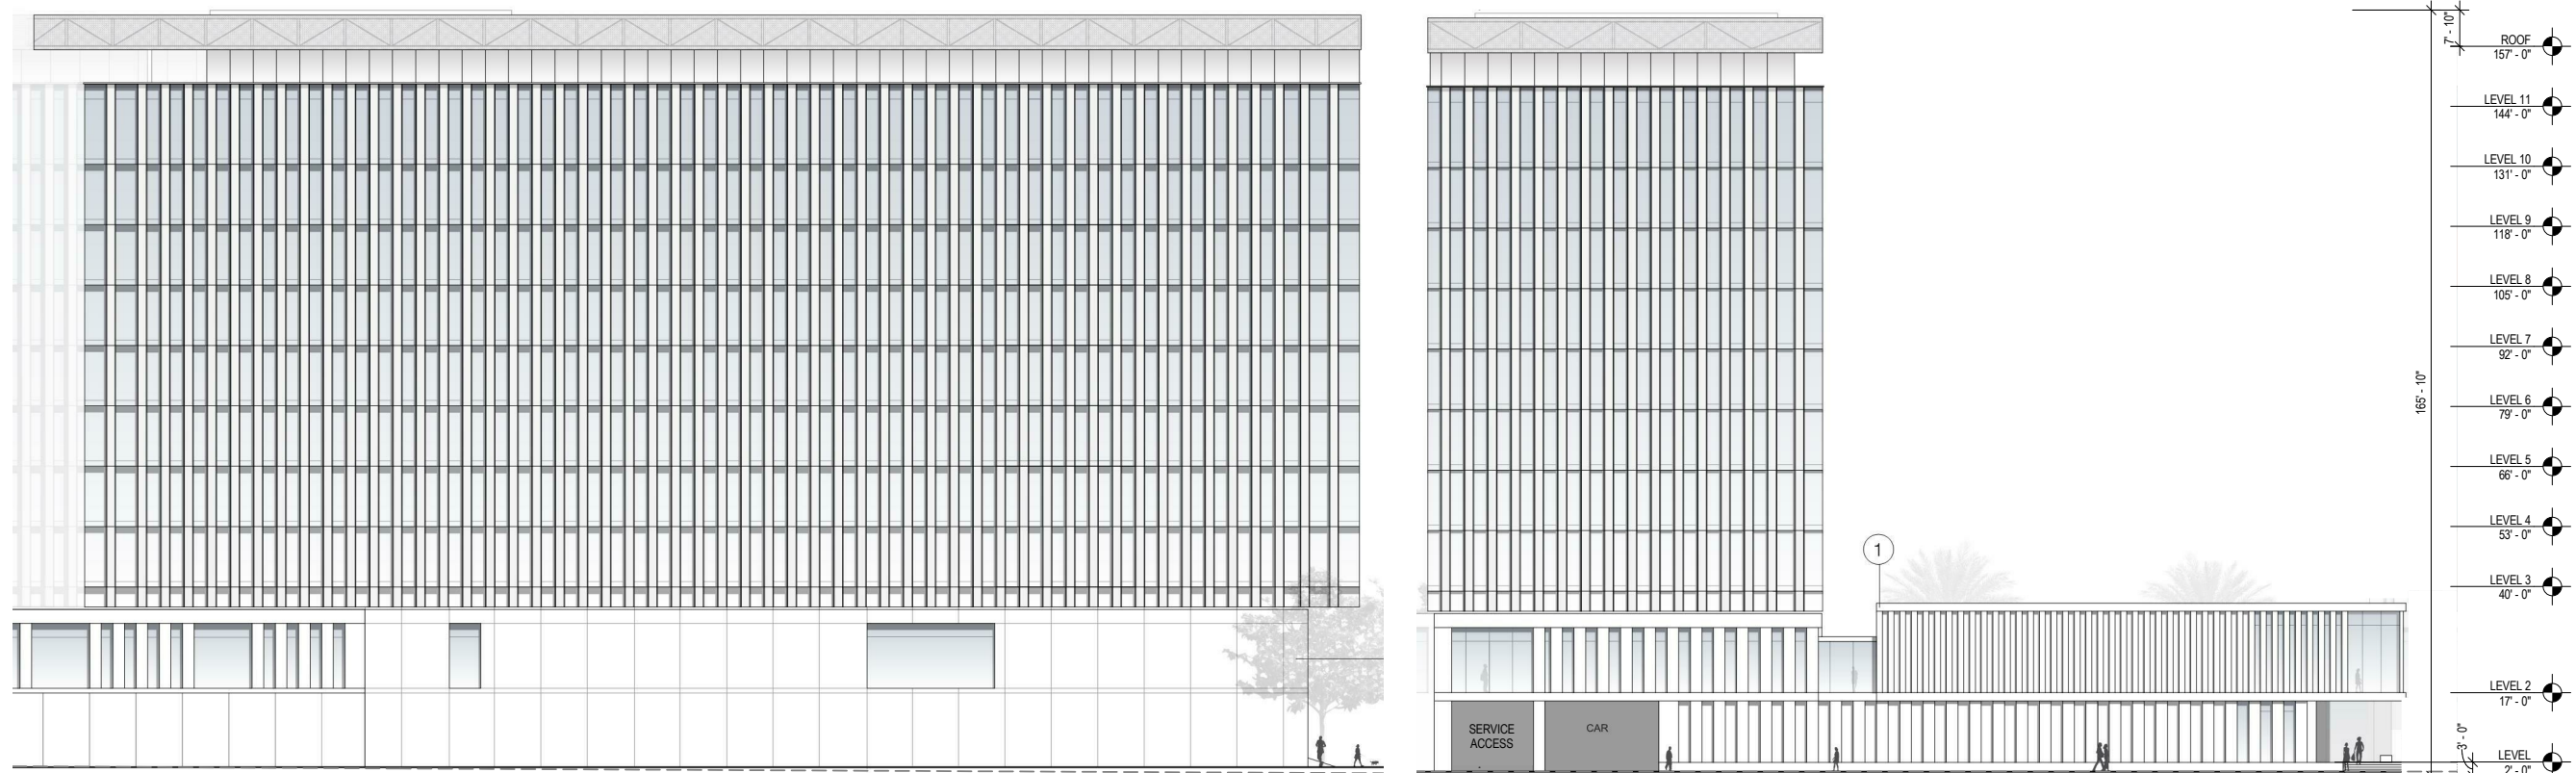 7' - 10"
ROOF
157' - 0"
LEVEL 11
144' - 0"
LEVEL 10
131' - 0"
LEVEL 9
118' - 0"
LEVEL 8
105' - 0"
LEVEL 7
92' - 0"
165' - 10"
LEVEL 6
79' - 0"
LEVEL 5
66' - 0"
LEVEL 4
53' - 0"
1
LEVEL 3
40' - 0"
LEVEL 2
17' - 0"
SERVICE
ACCESS
CAR
3' - 0"
LEVEL
2' - 0"